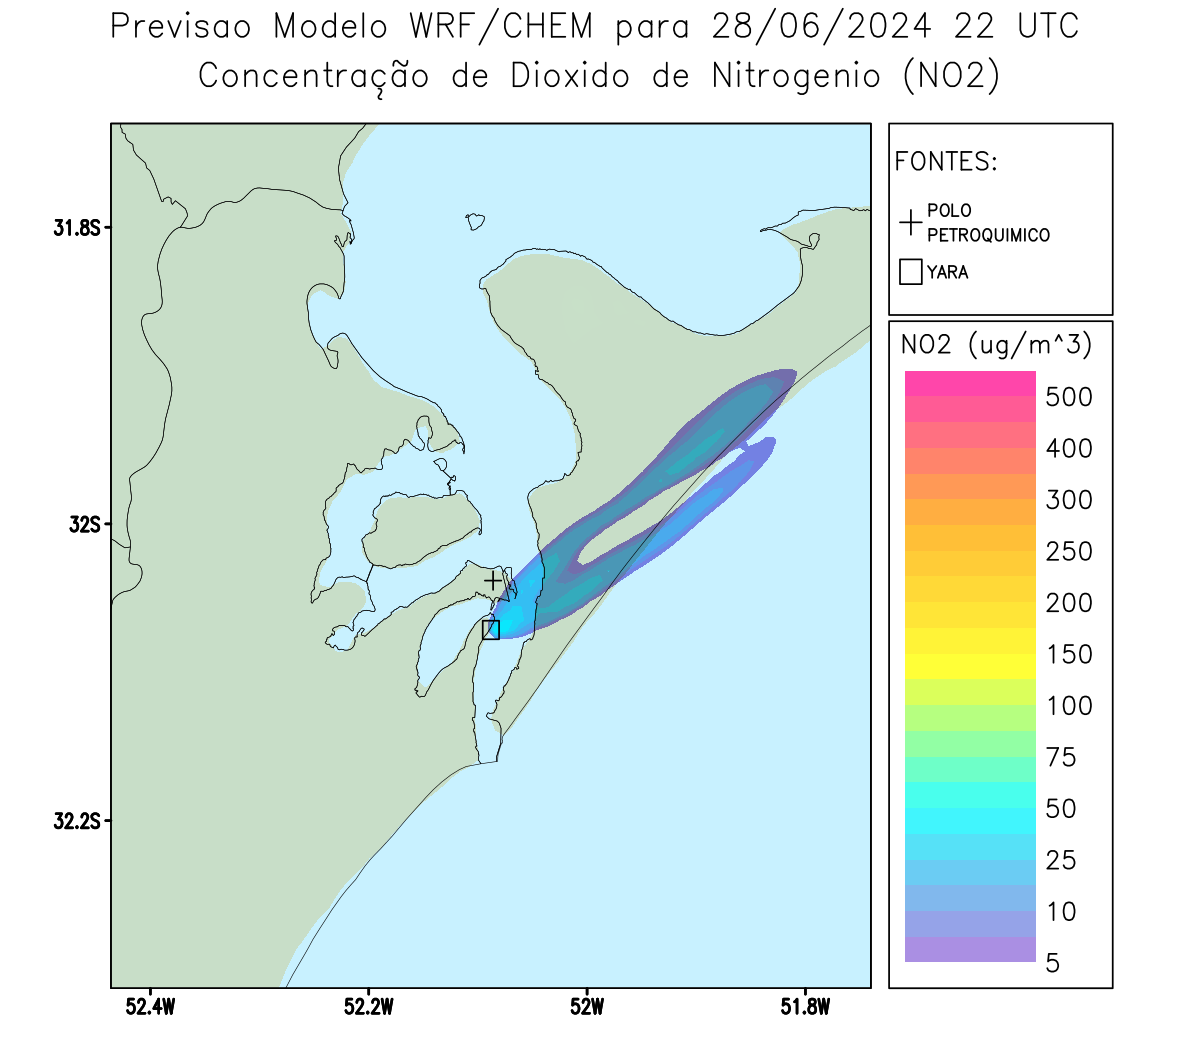 Previsao Modelo WRF/CHEM para 28/06/2024 22 UTC
Concentração de Dioxido de Nitrogenio (NO2)
FONTES:
POLO
PETROQUIMICO
YARA
NO2 (ug/m^3)
500
400
300
250
200
150
100
75
50
25
10
5
31.8S
32S
32.2S
52.4W
52.2W
52W
51.8W